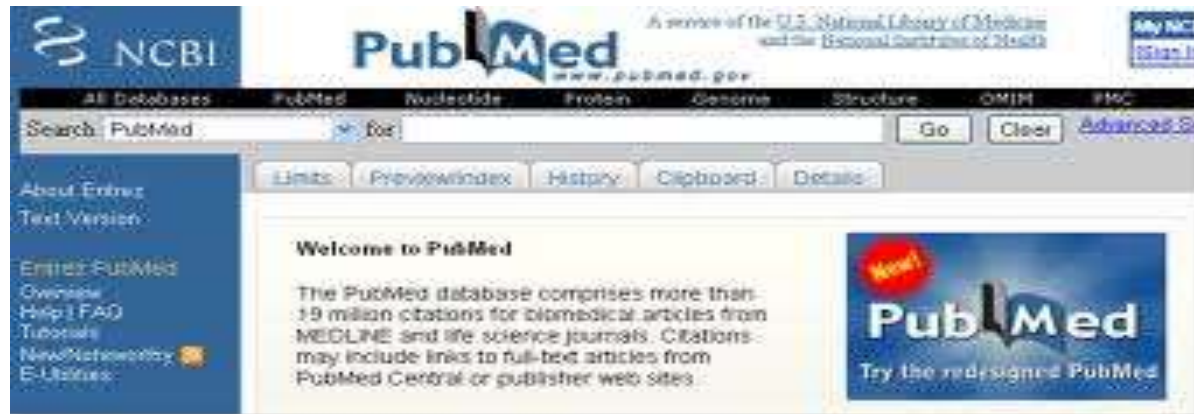 NCBI
PubMed
www.pubmed.gov
A service of the U.S. National Library of Medicine
and the National Institutes of Health
My NC
[Sign I
All Databases PubMed Nucleotide Protein Genome Structure OMIM PMC
Search PubMed for Go Clear Advanced S
Limits Preview/Index History Clipboard Details
About Entrez
Text Version
Entrez PubMed
Overview
Help | FAQ
Tutorials
New/Noteworthy
E-Utilities
Welcome to PubMed
The PubMed database comprises more than
19 million citations for biomedical articles from
MEDLINE and life science journals. Citations
may include links to full-text articles from
PubMed Central or publisher web sites.
New!
PubMed
Try the redesigned PubMed